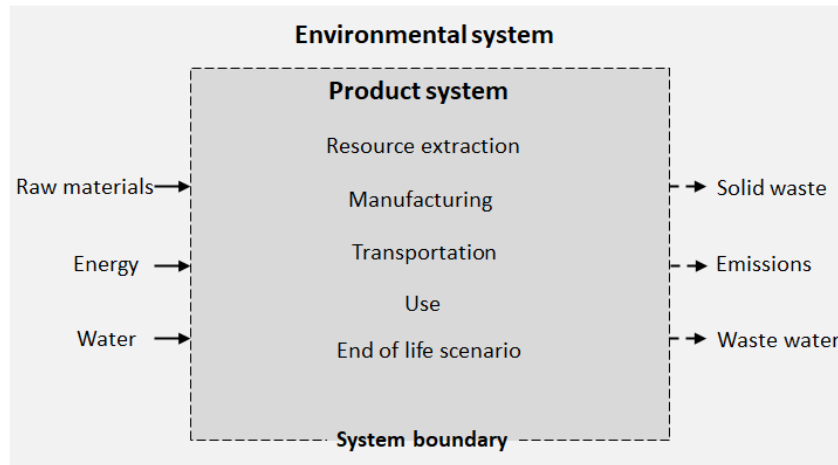 Environmental system
Product system
Resource extraction
Raw materials
Manufacturing
Solid waste
Energy
Transportation
Emissions
Water
Use
Waste water
End of life scenario
System boundary